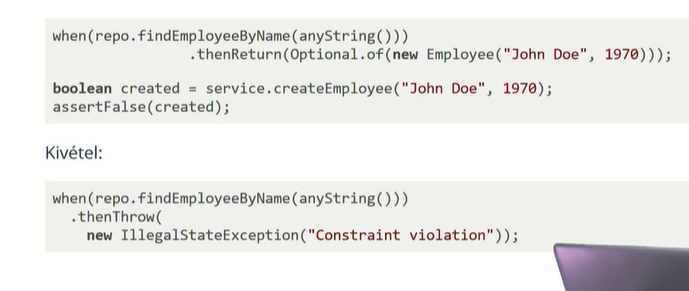 when(repo.findEmployeeByName(anyString()))
.thenReturn(Optional.of(new Employee("John Doe", 1970)));
boolean created = service.createEmployee("John Doe", 1970);
assertFalse(created);
Kivétel:
when(repo.findEmployeeByName(anyString()))
.thenThrow(
new IllegalStateException("Constraint violation"));